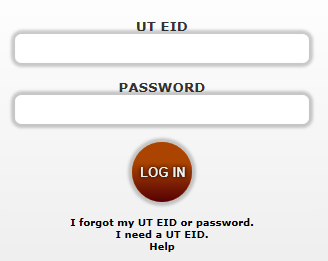 UT EID
PASSWORD
LOG IN
I forgot my UT EID or password.
I need a UT EID.
Help